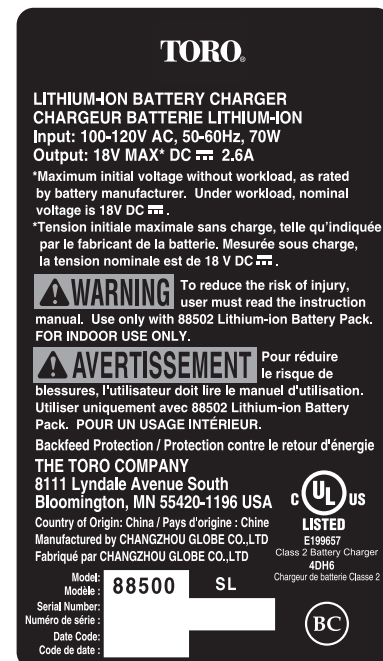 TORO®
LITHIUM-ION BATTERY CHARGER
CHARGEUR BATTERIE LITHIUM-ION
Input: 100-120V AC, 50-60Hz, 70W
Output: 18V MAX* DC ⎓ 2.6A
*Maximum initial voltage without workload, as rated
by battery manufacturer. Under workload, nominal
voltage is 18V DC ⎓ .
*Tension initiale maximale sans charge, telle qu'indiquée
par le fabricant de la batterie. Mesurée sous charge,
la tension nominale est de 18 V DC ⎓ .
WARNING To reduce the risk of injury,
user must read the instruction
manual. Use only with 88502 Lithium-ion Battery Pack.
FOR INDOOR USE ONLY.
AVERTISSEMENT Pour réduire
le risque de
blessures, l'utilisateur doit lire le manuel d'utilisation.
Utiliser uniquement avec 88502 Lithium-ion Battery
Pack. POUR UN USAGE INTÉRIEUR.
Backfeed Protection / Protection contre le retour d'énergie
THE TORO COMPANY
8111 Lyndale Avenue South
Bloomington, MN 55420-1196 USA
Country of Origin: China / Pays d'origine : Chine
Manufactured by CHANGZHOU GLOBE CO.,LTD
Fabriqué par CHANGZHOU GLOBE CO.,LTD
C UL US
LISTED
E199657
Class 2 Battery Charger
4DH6
Chargeur de batterie Classe 2
Model:
Modèle :
88500 SL
Serial Number:
Numéro de série :
Date Code:
Code de date :
BC